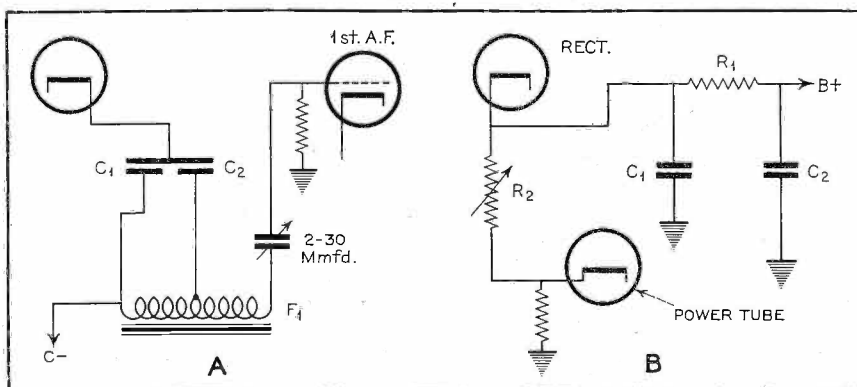 1st. A.F.
C1
C2
2-30
Mmfd.
F1
C-
A
RECT.
R1
B+
R2
C1
C2
POWER TUBE
B